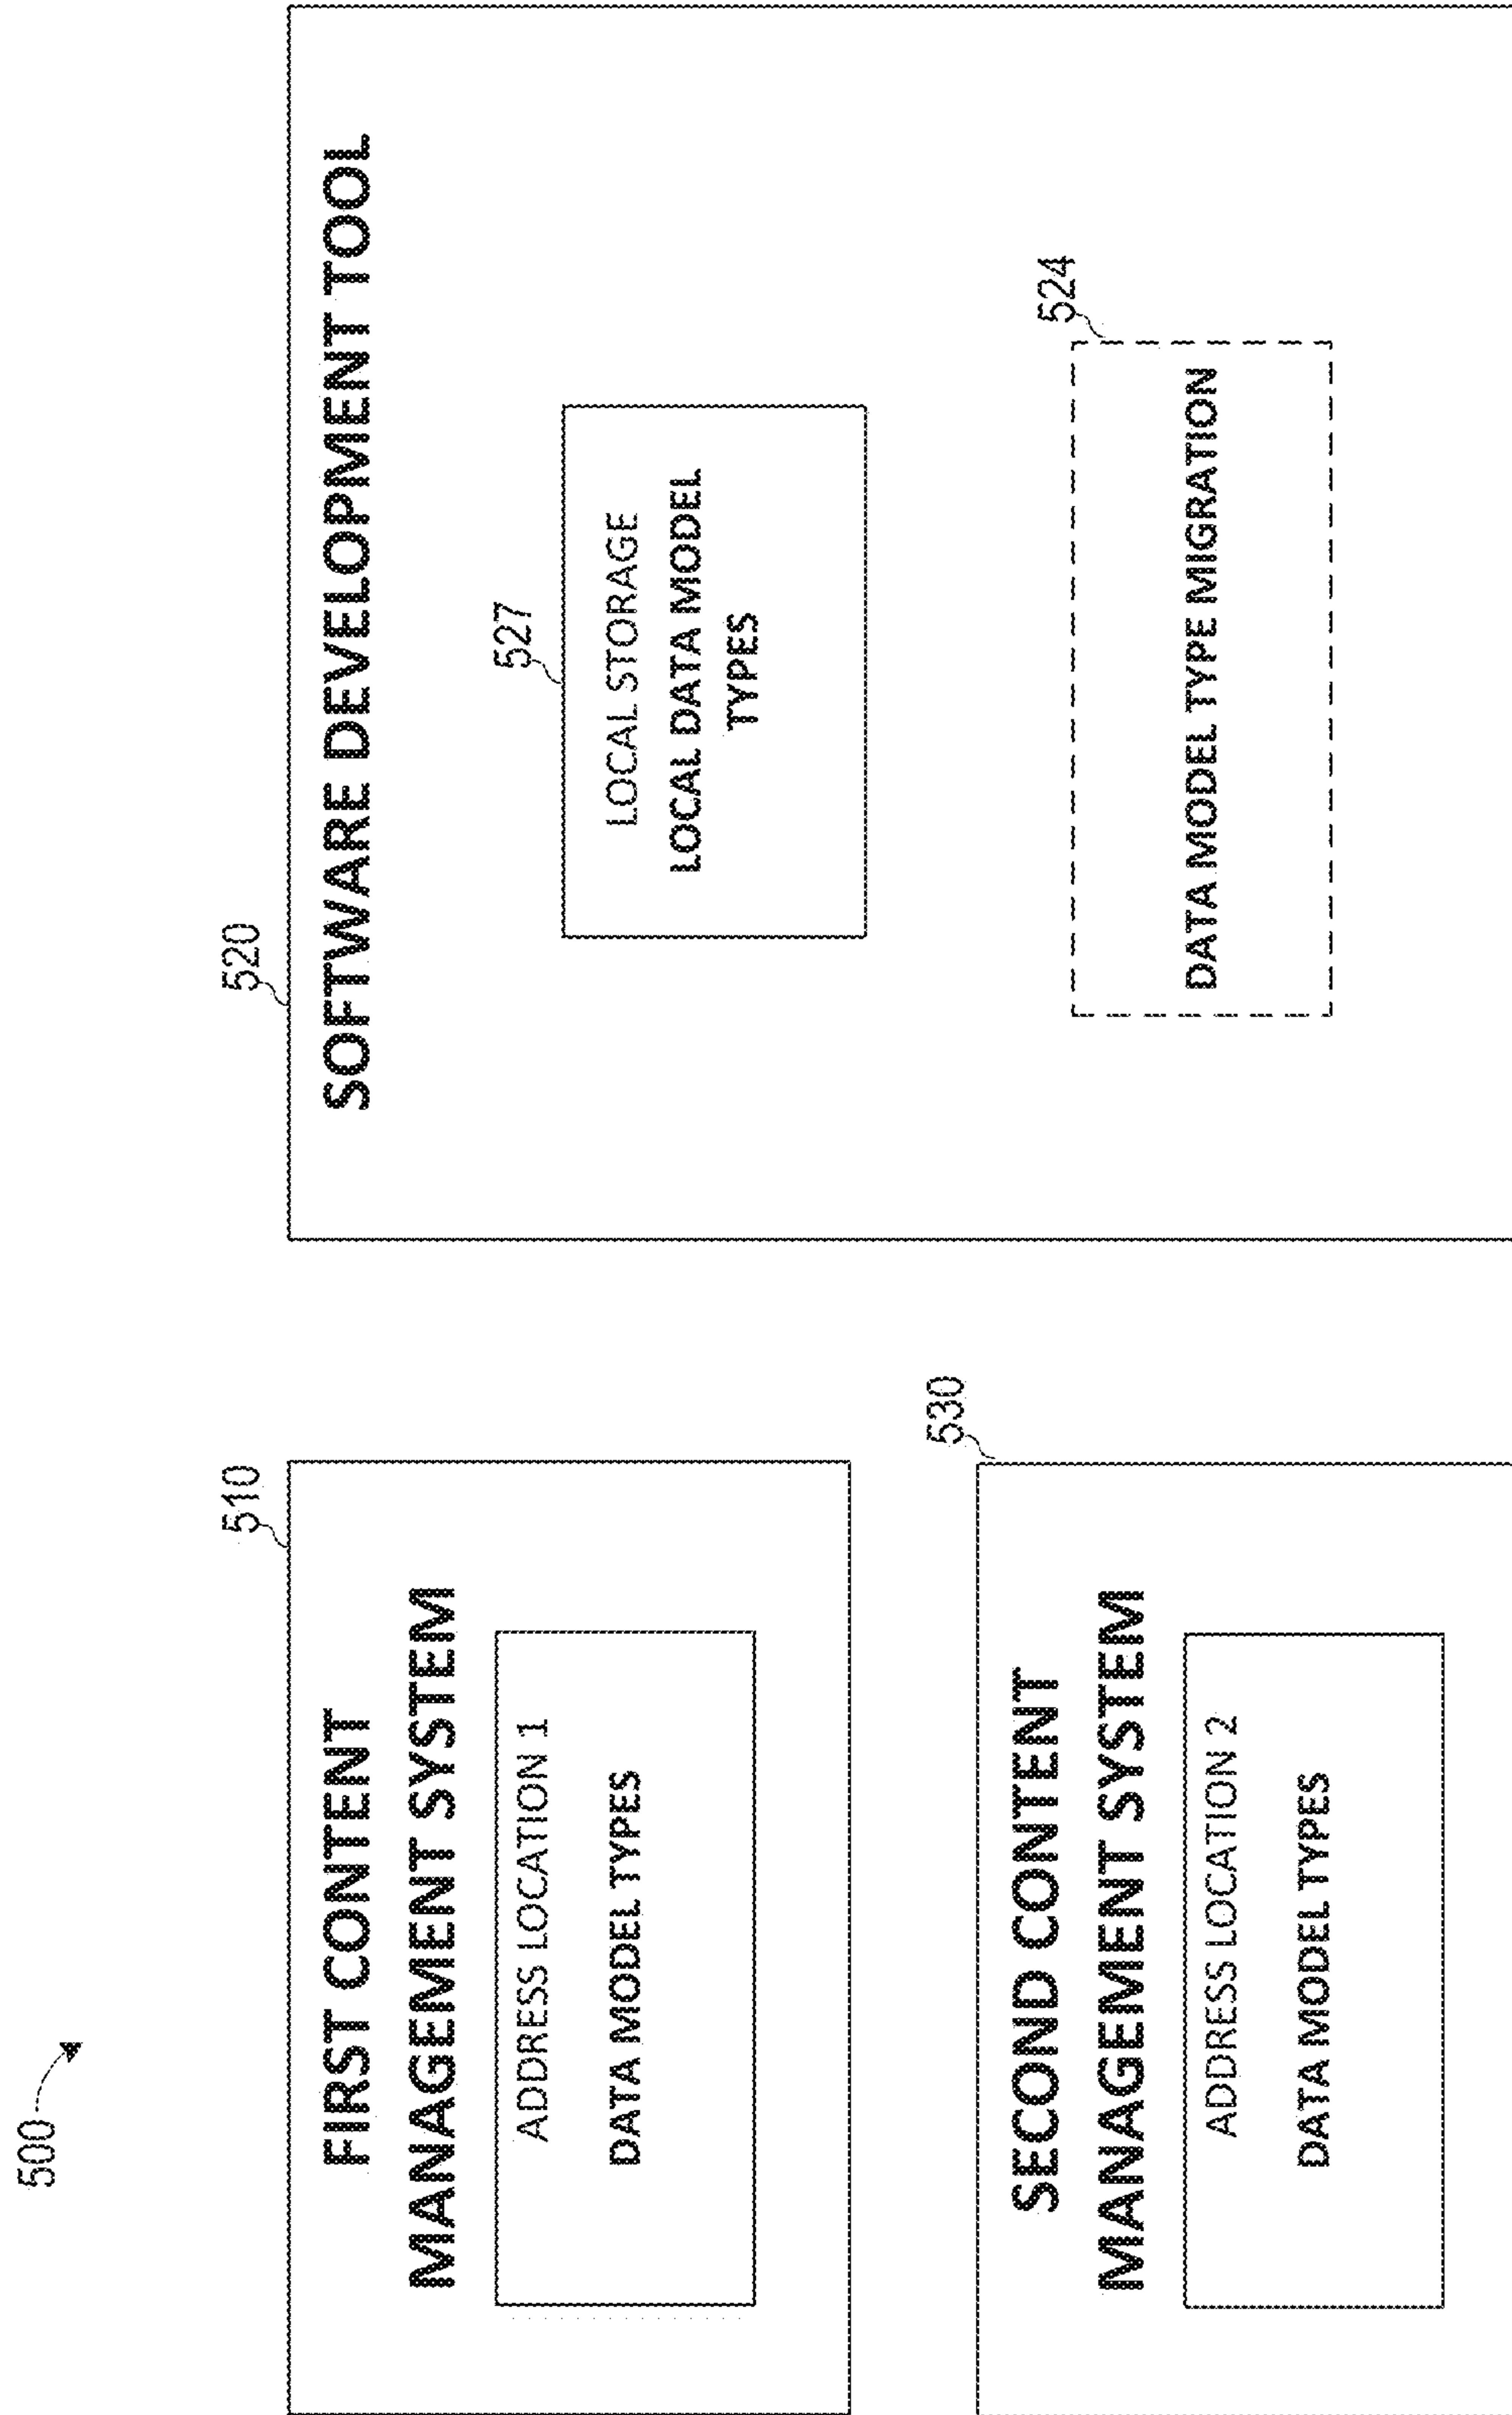 500
510
FIRST CONTENT
MANAGEMENT SYSTEM
ADDRESS LOCATION 1
DATA MODEL TYPES
530
SECOND CONTENT
MANAGEMENT SYSTEM
ADDRESS LOCATION 2
DATA MODEL TYPES
520
SOFTWARE DEVELOPMENT TOOL
527
LOCAL STORAGE
LOCAL DATA MODEL
TYPES
524
DATA MODEL TYPE MIGRATION